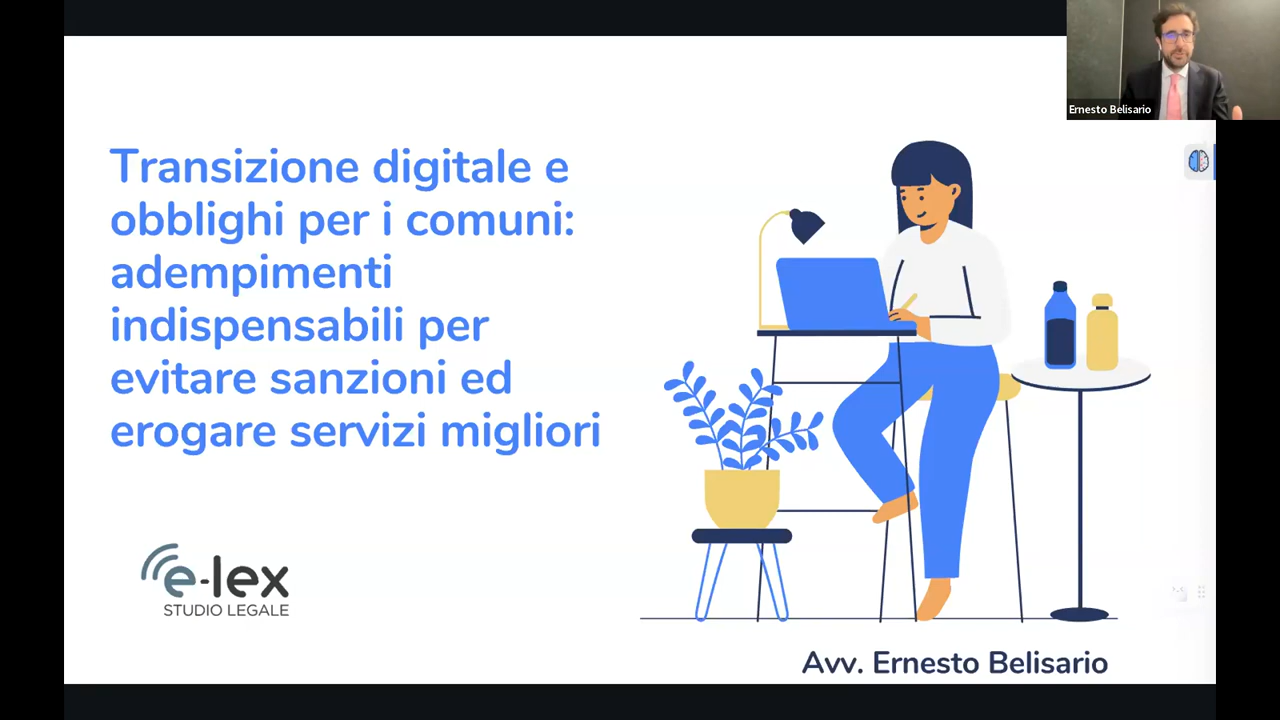 Ernesto Belisario
Transizione digitale e
obblighi per i comuni:
adempimenti
indispensabili per
evitare sanzioni ed
erogare servizi migliori
e-lex
STUDIO LEGALE
Avv. Ernesto Belisario